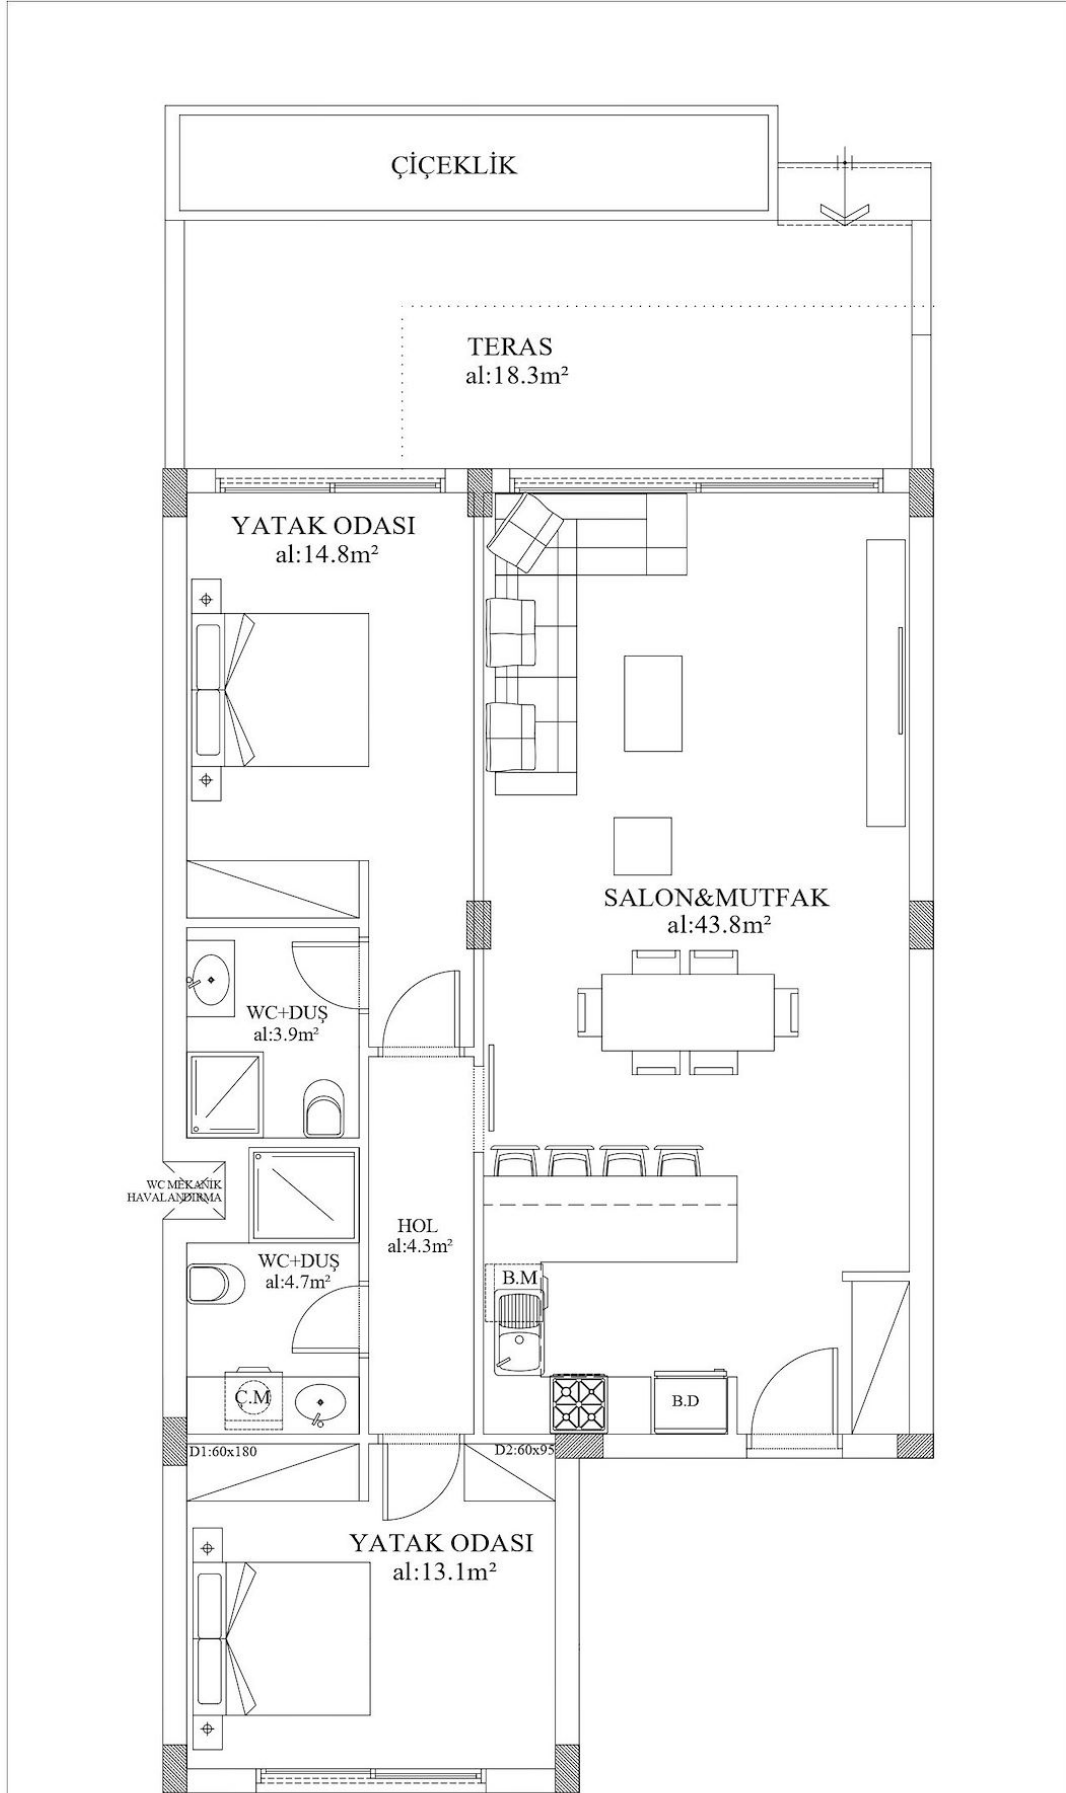 ÇİÇEKLİK
TERAS
al:18.3m²
YATAK ODASI
al:14.8m²
SALON&MUTFAK
al:43.8m²
WC+DUŞ
al:3.9m²
WC MEKANİK
HAVALANDIRMA
HOL
al:4.3m²
WC+DUŞ
al:4.7m²
B.M
Ç.M
B.D
D1:60x180
D2:60x95
YATAK ODASI
al:13.1m²